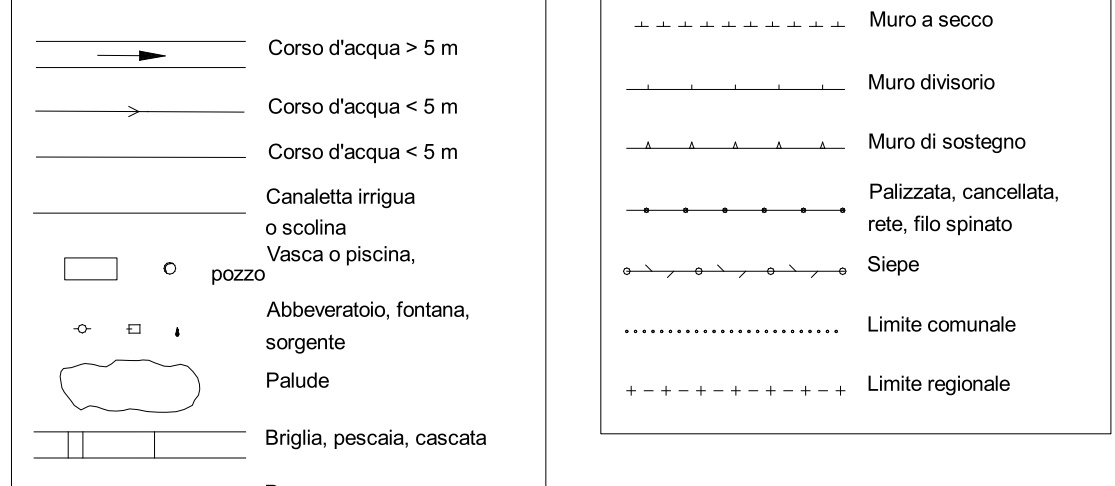 Corso d'acqua > 5 m
Corso d'acqua < 5 m
Corso d'acqua < 5 m
Canaletta irrigua
o scolina
Vasca o piscina,
pozzo
Abbeveratoio, fontana,
sorgente
Palude
Briglia, pescaia, cascata
Muro a secco
Muro divisorio
Muro di sostegno
Palizzata, cancellata,
rete, filo spinato
Siepe
Limite comunale
Limite regionale